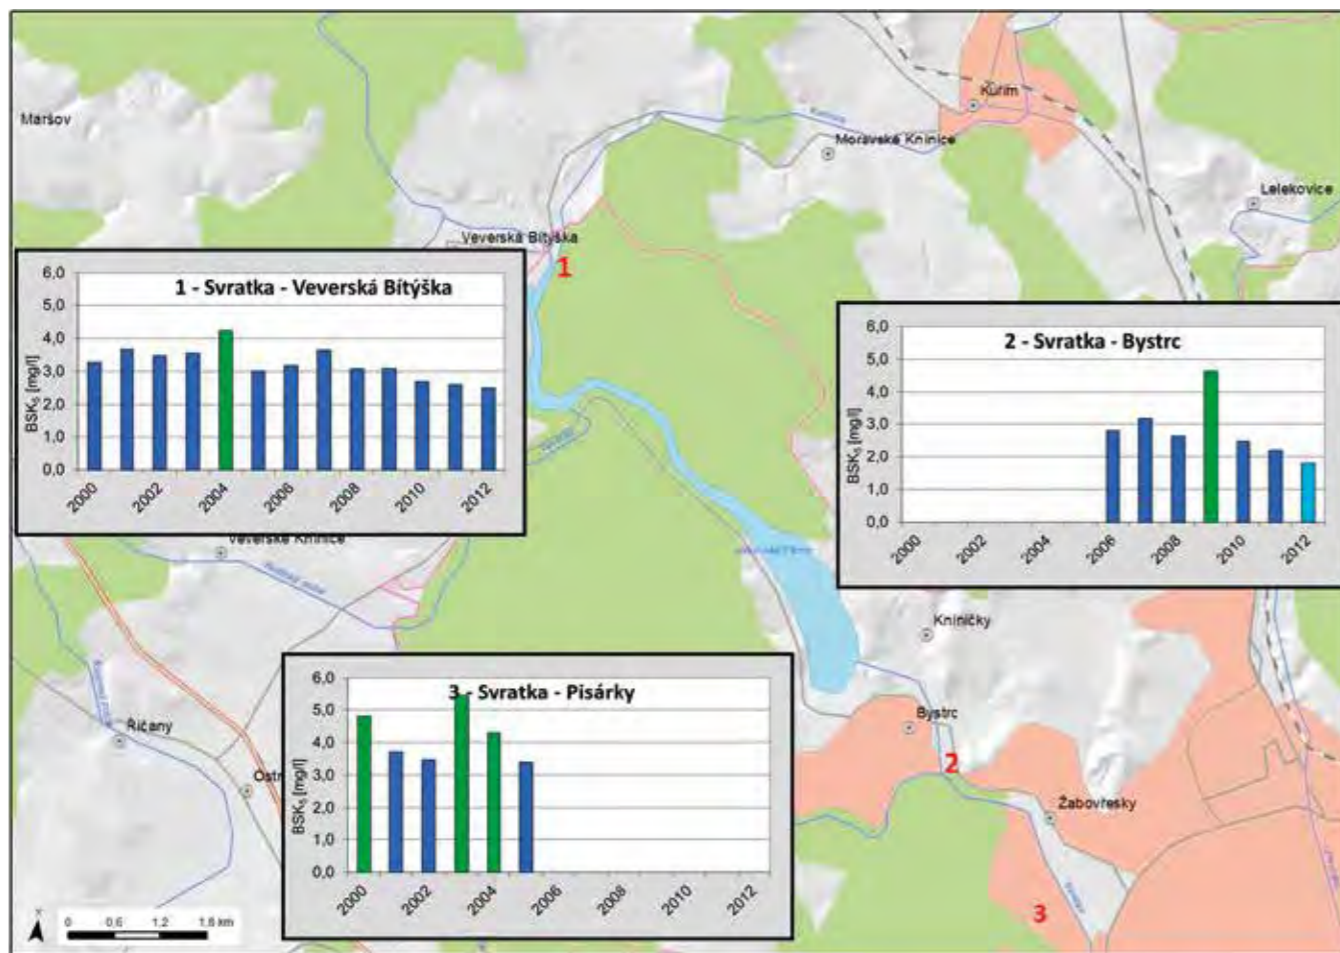 Kuřim
Maršov
Moravské Knínice
Lelekovice
Veverská Bítýška
1
1 - Svratka - Veverská Bítýška
BSK5 [mg/l]
6,0
5,0
4,0
3,0
2,0
1,0
0,0
2000
2002
2004
2006
2008
2010
2012
2 - Svratka - Bystrc
BSK5 [mg/l]
6,0
5,0
4,0
3,0
2,0
1,0
0,0
2000
2002
2004
2006
2008
2010
2012
Veverské Knínice
Kníničky
3 - Svratka - Pisárky
BSK5 [mg/l]
6,0
5,0
4,0
3,0
2,0
1,0
0,0
2000
2002
2004
2006
2008
2010
2012
Bystrc
Říčany
2
Žabovřesky
3
0 0,6 1,2 1,8 km